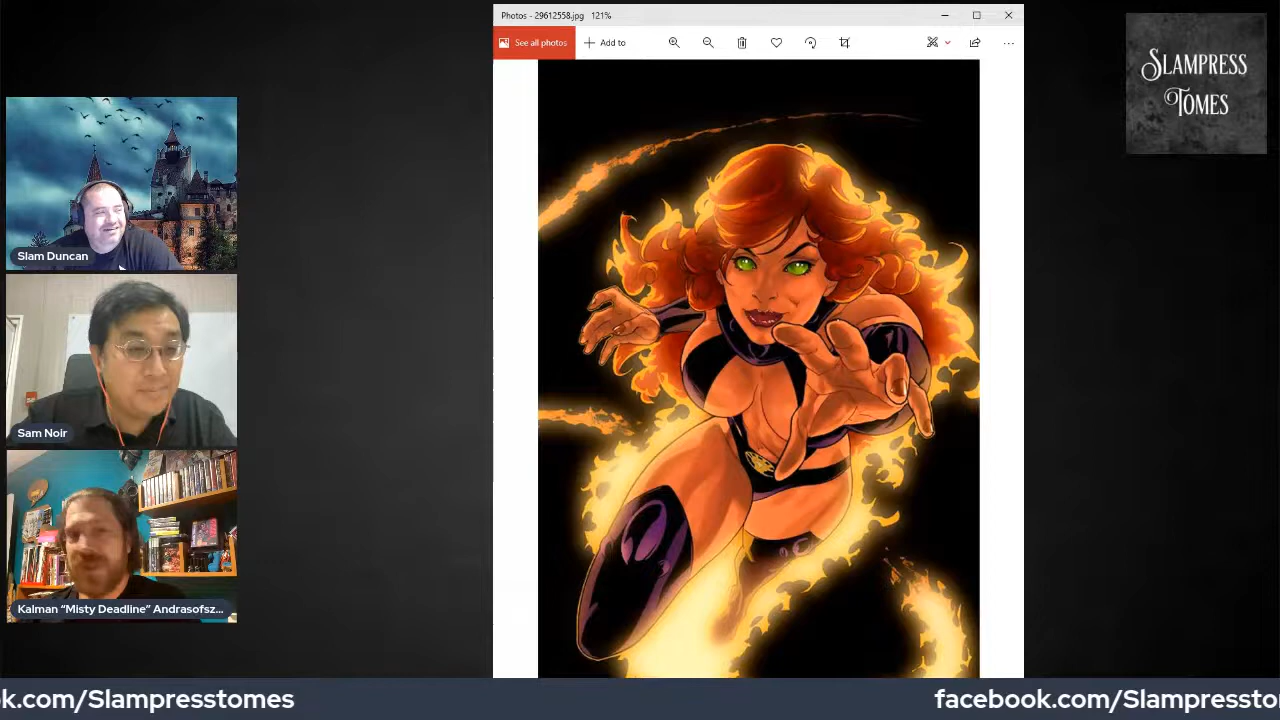 Photos - 29612558.jpg 121%
See all photos
Add to
SLAMPRESS
TOMES
Slam Duncan
Sam Noir
Kalman “Misty Deadline” Andrasofsz...
k.com/Slampresstomes
facebook.com/Slampressto